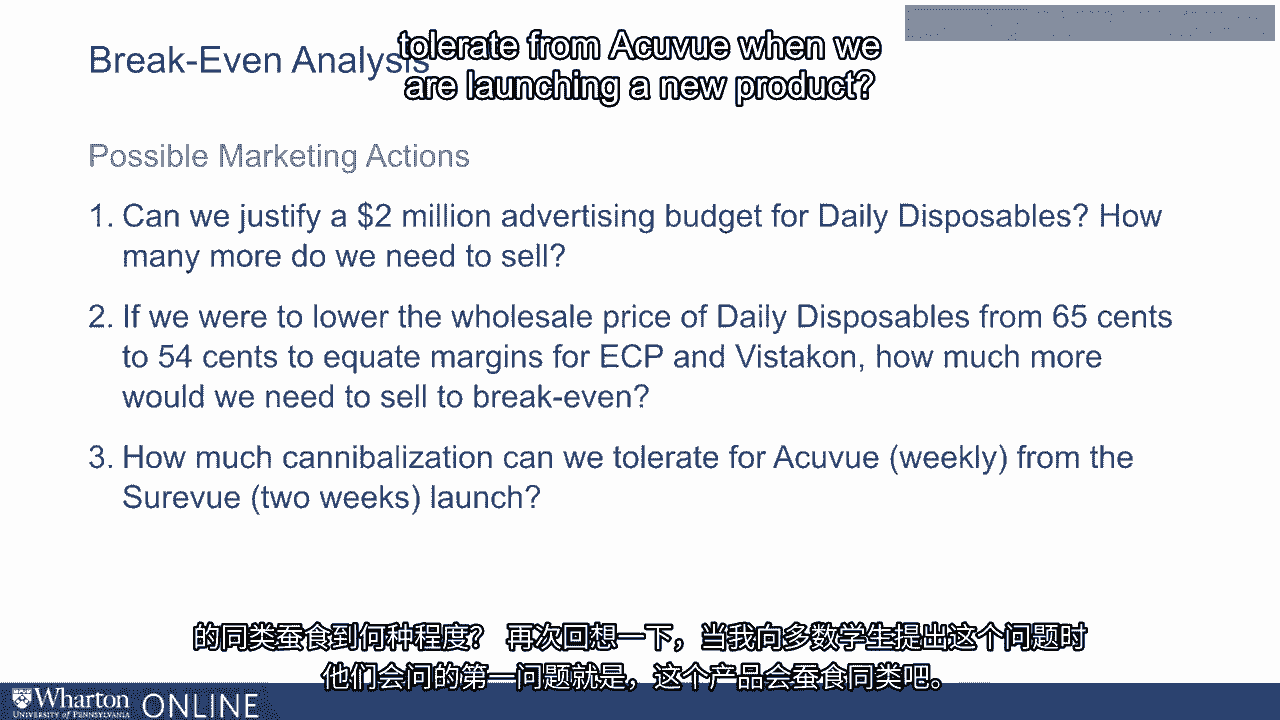 tolerate from Acuvue when we
are launching a new product?
Break-Even Analysis
Possible Marketing Actions
1. Can we justify a $2 million advertising budget for Daily Disposables? How
many more do we need to sell?
2. If we were to lower the wholesale price of Daily Disposables from 65 cents
to 54 cents to equate margins for ECP and Vistakon, how much more
would we need to sell to break-even?
3. How much cannibalization can we tolerate for Acuvue (weekly) from the
Surevue (two weeks) launch?
的同类蚕食到何种程度？ 再次回想一下，当我向多数学生提出这个问题时
他们会问的第一问题就是，这个产品会蚕食同类吧。
Wharton
UNIVERSITY of PENNSYLVANIA
ONLINE